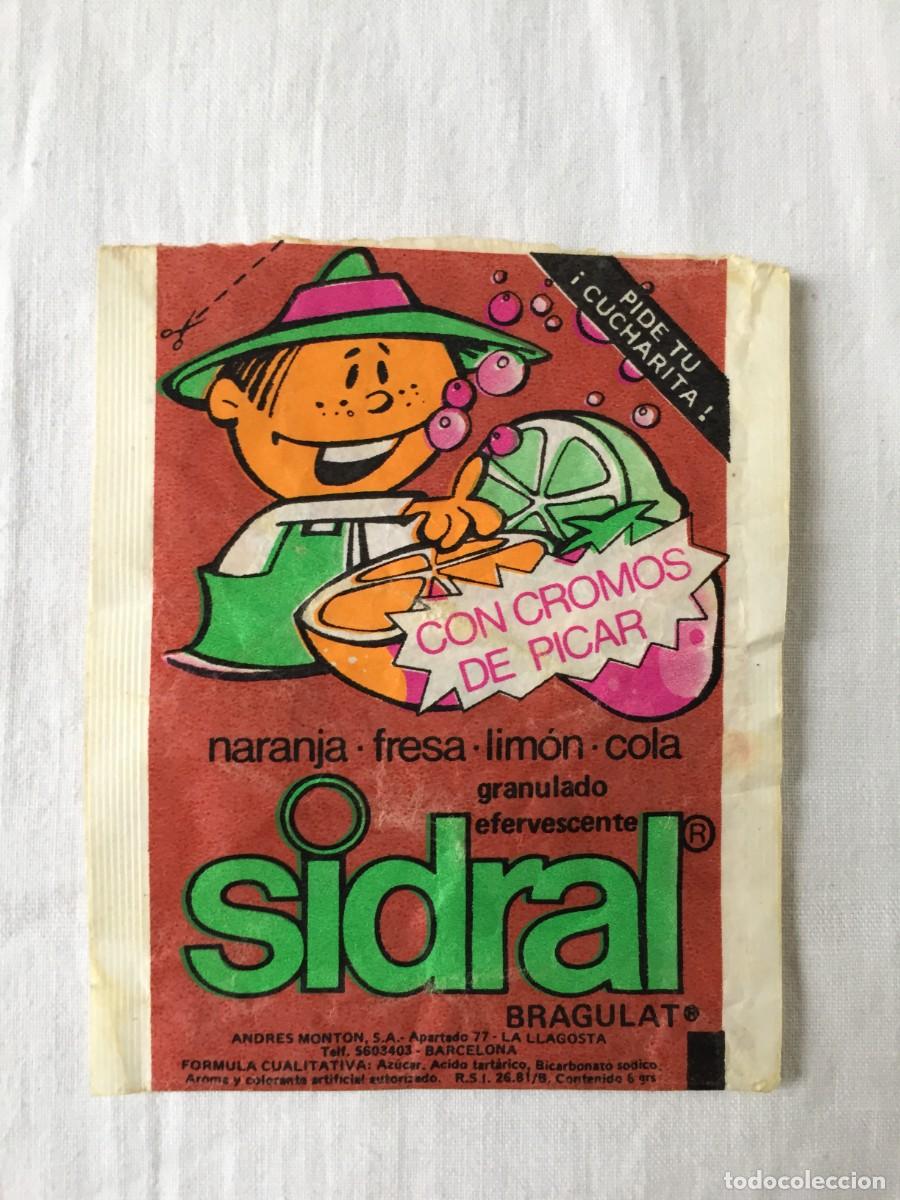 PIDE TU
¡CUCHARITA!
CON CROMOS
DE PICAR
naranja · fresa · limón · cola
granulado
efervescente
sidral®
BRAGULAT®
ANDRES MONTON, S.A.- Apartado 77 - LA LLAGOSTA
Telf. 5603403 - BARCELONA
FORMULA CUALITATIVA: Azúcar, Acido tartárico, Bicarbonato sodico,
Aroma y colorante artificial autorizado. R.S.I. 26.81/B. Contenido 6 grs
todocoleccion